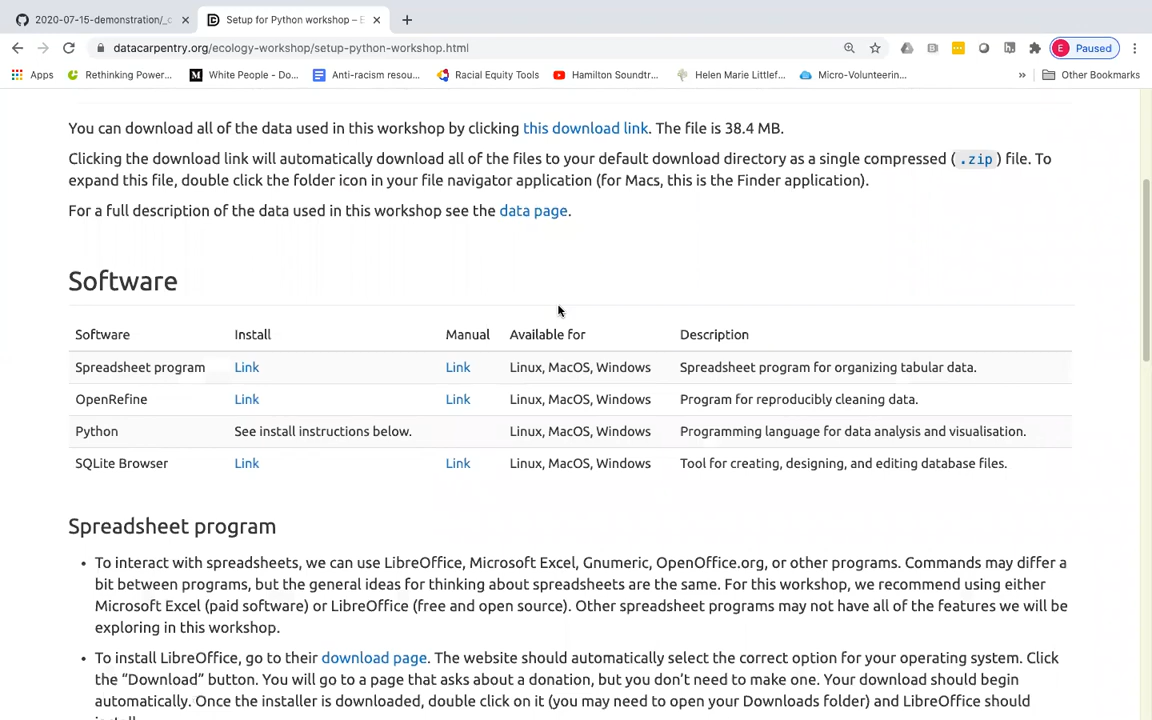 2020-07-15-demonstration/_c
Setup for Python workshop – E
datacarpentry.org/ecology-workshop/setup-python-workshop.html
E Paused
Apps Rethinking Power... White People - Do... Anti-racism resou... Racial Equity Tools Hamilton Soundtr... Helen Marie Littlef... Micro-Volunteerin... » Other Bookmarks
You can download all of the data used in this workshop by clicking this download link. The file is 38.4 MB.
Clicking the download link will automatically download all of the files to your default download directory as a single compressed (.zip) file. To
expand this file, double click the folder icon in your file navigator application (for Macs, this is the Finder application).
For a full description of the data used in this workshop see the data page.
Software
Software Install Manual Available for Description
Spreadsheet program Link Link Linux, MacOS, Windows Spreadsheet program for organizing tabular data.
OpenRefine Link Link Linux, MacOS, Windows Program for reproducibly cleaning data.
Python See install instructions below. Linux, MacOS, Windows Programming language for data analysis and visualisation.
SQLite Browser Link Link Linux, MacOS, Windows Tool for creating, designing, and editing database files.
Spreadsheet program
• To interact with spreadsheets, we can use LibreOffice, Microsoft Excel, Gnumeric, OpenOffice.org, or other programs. Commands may differ a
bit between programs, but the general ideas for thinking about spreadsheets are the same. For this workshop, we recommend using either
Microsoft Excel (paid software) or LibreOffice (free and open source). Other spreadsheet programs may not have all of the features we will be
exploring in this workshop.
• To install LibreOffice, go to their download page. The website should automatically select the correct option for your operating system. Click
the “Download” button. You will go to a page that asks about a donation, but you don’t need to make one. Your download should begin
automatically. Once the installer is downloaded, double click on it (you may need to open your Downloads folder) and LibreOffice should